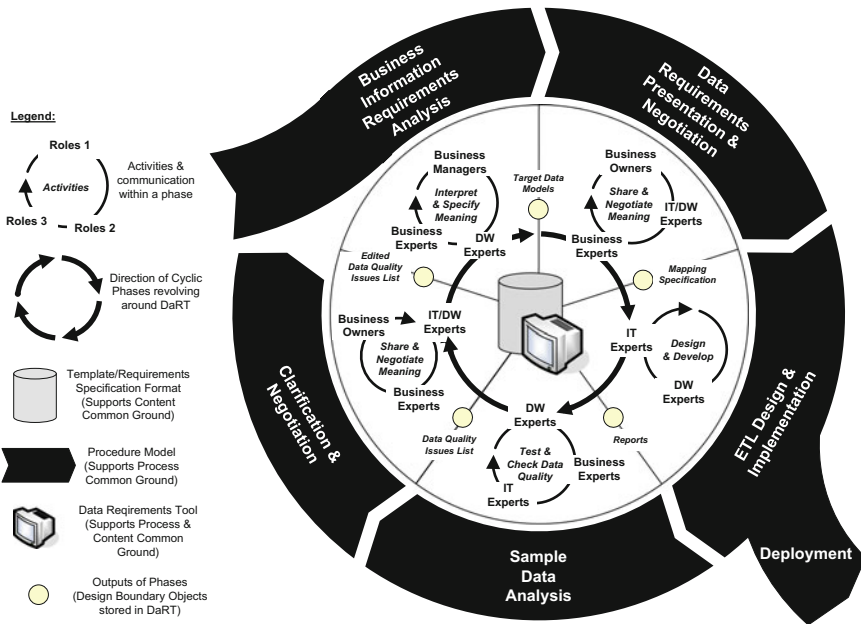 Legend:
Roles 1
Activities
Roles 3
Roles 2
Activities &
communication
within a phase
Direction of Cyclic
Phases revolving
around DaRT
Template/Requirements
Specification Format
(Supports Content
Common Ground)
Procedure Model
(Supports Process
Common Ground)
Data Reqirements Tool
(Supports Process &
Content Common
Ground)
Outputs of Phases
(Design Boundary Objects
stored in DaRT)
Business
Information
Requirements
Analysis
Data
Requirements
Presentation &
Negotiation
ETL Design &
Implementation
Deployment
Sample
Data
Analysis
Clarification &
Negotiation
Business
Managers
Interpret
& Specify
Meaning
Business
Experts
DW
Experts
Target Data
Models
Business
Owners
Share &
Negotiate
Meaning
IT/DW
Experts
Business
Experts
Mapping
Specification
IT
Experts
Design
& Develop
DW
Experts
Reports
DW
Experts
Test &
Check Data
Quality
Business
Experts
IT
Experts
Data Quality
Issues List
IT/DW
Experts
Business
Owners
Share &
Negotiate
Meaning
Business
Experts
Edited
Data Quality
Issues List